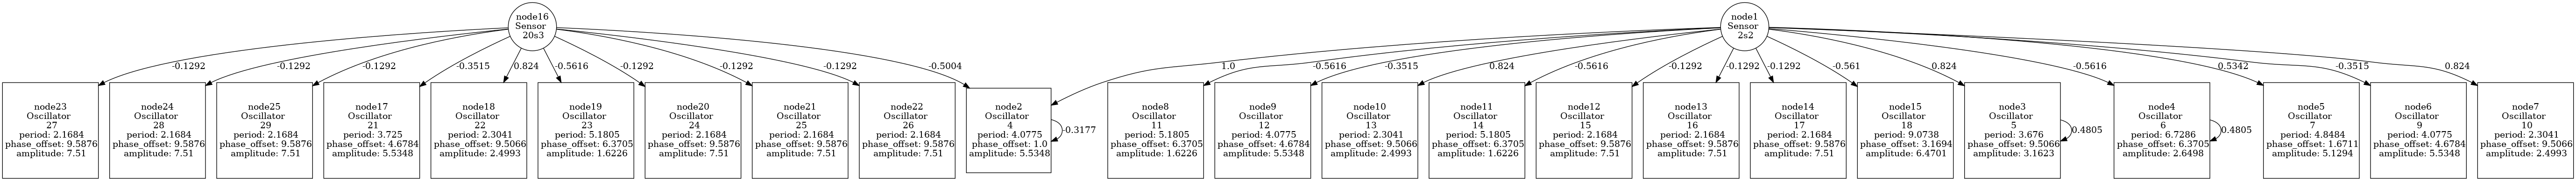 node16
Sensor
20s3
node1
Sensor
2s2
-0.1292
-0.1292
-0.1292
-0.3515
0.824
-0.5616
-0.1292
-0.1292
-0.1292
-0.5004
1.0
-0.5616
-0.3515
0.824
-0.5616
-0.1292
-0.1292
-0.1292
-0.561
0.824
-0.5616
0.5342
-0.3515
0.824
node23
Oscillator
27
period: 2.1684
phase_offset: 9.5876
amplitude: 7.51
node24
Oscillator
28
period: 2.1684
phase_offset: 9.5876
amplitude: 7.51
node25
Oscillator
29
period: 2.1684
phase_offset: 9.5876
amplitude: 7.51
node17
Oscillator
21
period: 3.725
phase_offset: 4.6784
amplitude: 5.5348
node18
Oscillator
22
period: 2.3041
phase_offset: 9.5066
amplitude: 2.4993
node19
Oscillator
23
period: 5.1805
phase_offset: 6.3705
amplitude: 1.6226
node20
Oscillator
24
period: 2.1684
phase_offset: 9.5876
amplitude: 7.51
node21
Oscillator
25
period: 2.1684
phase_offset: 9.5876
amplitude: 7.51
node22
Oscillator
26
period: 2.1684
phase_offset: 9.5876
amplitude: 7.51
node2
Oscillator
4
period: 4.0775
phase_offset: 1.0
amplitude: 5.5348
-0.3177
node8
Oscillator
11
period: 5.1805
phase_offset: 6.3705
amplitude: 1.6226
node9
Oscillator
12
period: 4.0775
phase_offset: 4.6784
amplitude: 5.5348
node10
Oscillator
13
period: 2.3041
phase_offset: 9.5066
amplitude: 2.4993
node11
Oscillator
14
period: 5.1805
phase_offset: 6.3705
amplitude: 1.6226
node12
Oscillator
15
period: 2.1684
phase_offset: 9.5876
amplitude: 7.51
node13
Oscillator
16
period: 2.1684
phase_offset: 9.5876
amplitude: 7.51
node14
Oscillator
17
period: 2.1684
phase_offset: 9.5876
amplitude: 7.51
node15
Oscillator
18
period: 9.0738
phase_offset: 3.1694
amplitude: 6.4701
node3
Oscillator
5
period: 3.676
phase_offset: 9.5066
amplitude: 3.1623
0.4805
node4
Oscillator
6
period: 6.7286
phase_offset: 6.3705
amplitude: 2.6498
0.4805
node5
Oscillator
7
period: 4.8484
phase_offset: 1.6711
amplitude: 5.1294
node6
Oscillator
9
period: 4.0775
phase_offset: 4.6784
amplitude: 5.5348
node7
Oscillator
10
period: 2.3041
phase_offset: 9.5066
amplitude: 2.4993